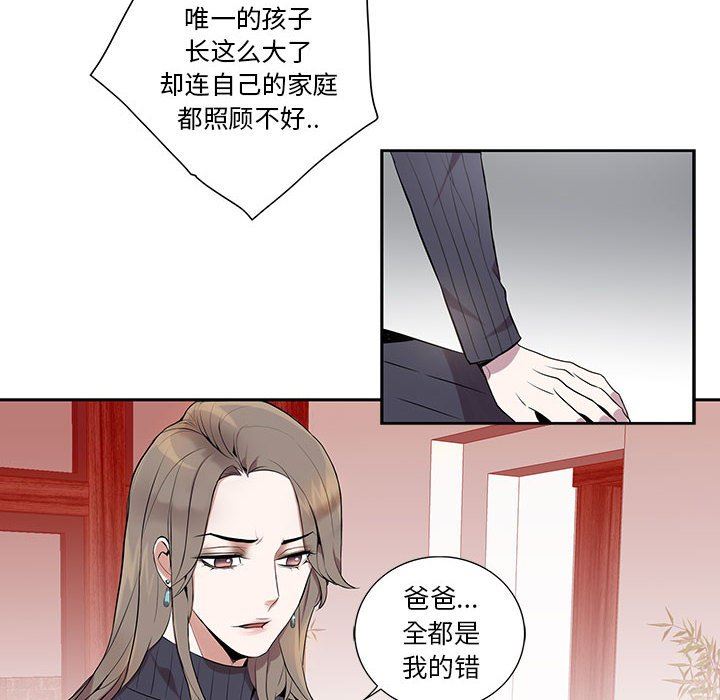 唯一的孩子
长这么大了
却连自己的家庭
都照顾不好..
爸爸...
全都是
我的错